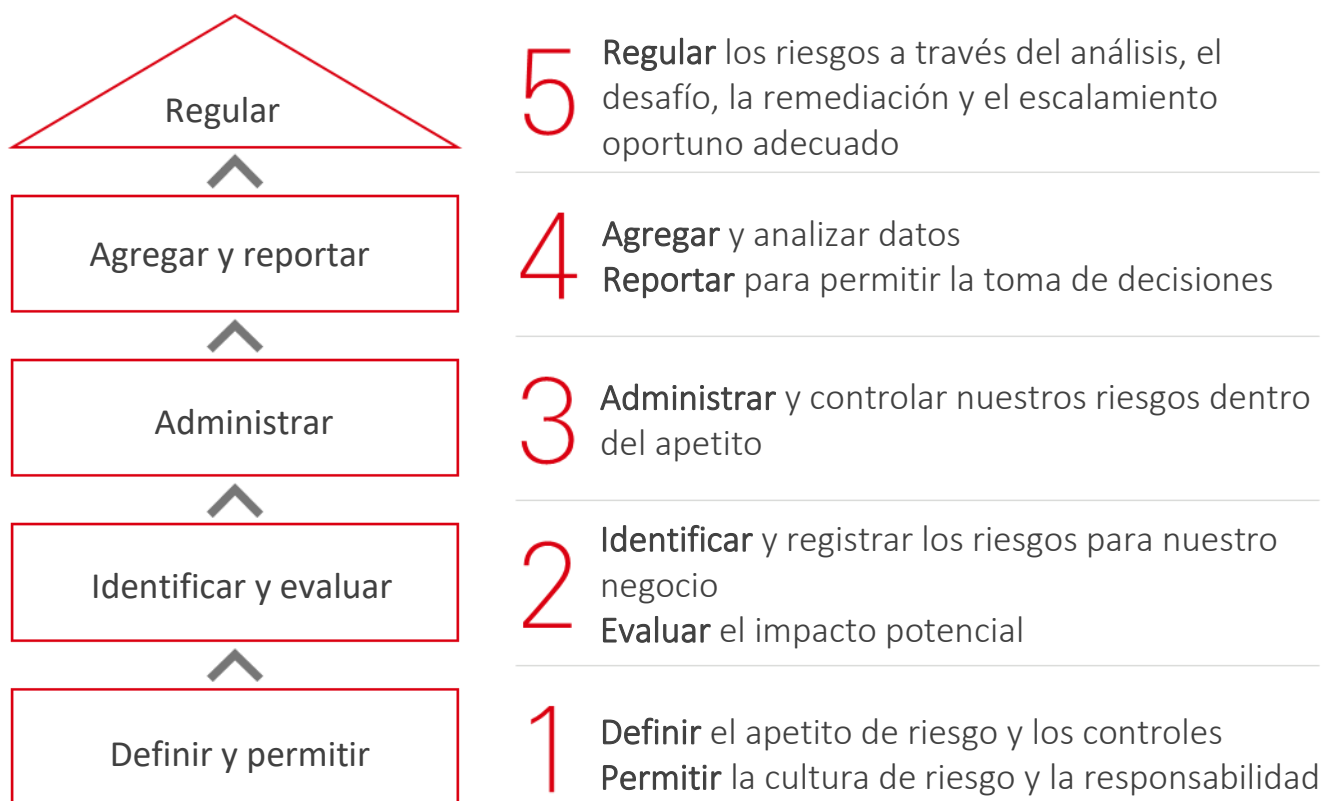 Regular
5
Regular los riesgos a través del análisis, el
desafío, la remediación y el escalamiento
oportuno adecuado
Agregar y reportar
4
Agregar y analizar datos
Reportar para permitir la toma de decisiones
Administrar
3
Administrar y controlar nuestros riesgos dentro
del apetito
Identificar y evaluar
2
Identificar y registrar los riesgos para nuestro
negocio
Evaluar el impacto potencial
Definir y permitir
1
Definir el apetito de riesgo y los controles
Permitir la cultura de riesgo y la responsabilidad